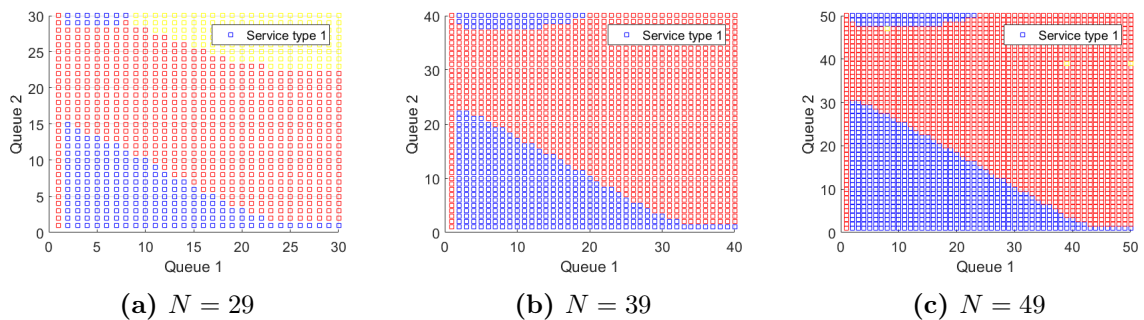 30
25
20
15
10
5
0
Queue 2
0 5 10 15 20 25 30
Queue 1
Service type 1
(a) N = 29
40
30
20
10
0
Queue 2
0 10 20 30 40
Queue 1
Service type 1
(b) N = 39
50
40
30
20
10
0
Queue 2
0 10 20 30 40 50
Queue 1
Service type 1
(c) N = 49